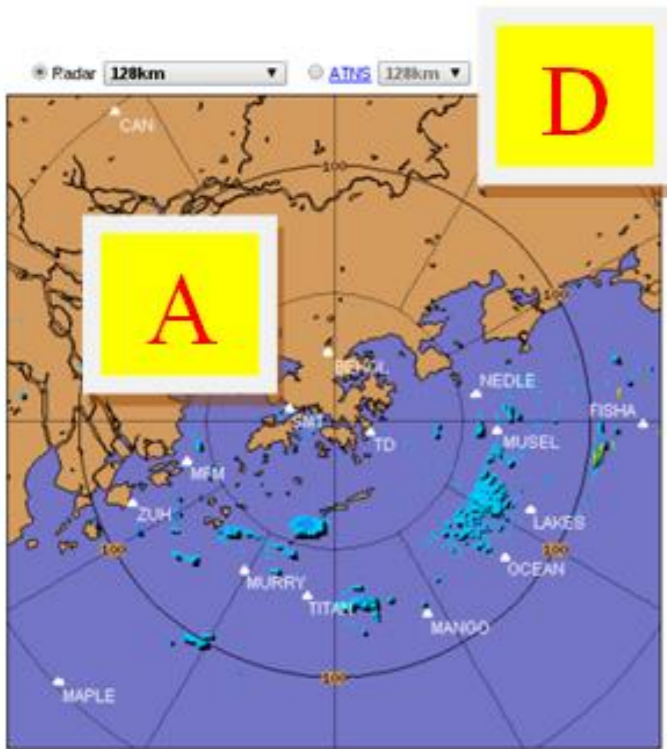 D
Radar 128km ATNS 128km
CAN
100
100
A
BEKOL
NEDLE
SMT
FISHA
TD
MUSEL
MFM
ZUH
LAKES
100
100
OCEAN
MURRY
TITAN
MANGO
100
MAPLE